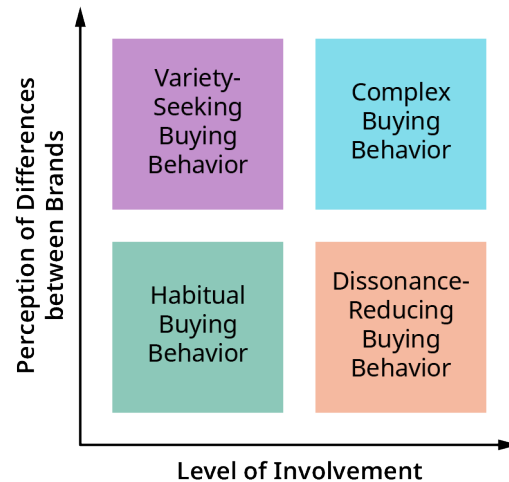 Perception of Differences
between Brands
Variety-
Seeking
Buying
Behavior
Complex
Buying
Behavior
Habitual
Buying
Behavior
Dissonance-
Reducing
Buying
Behavior
Level of Involvement